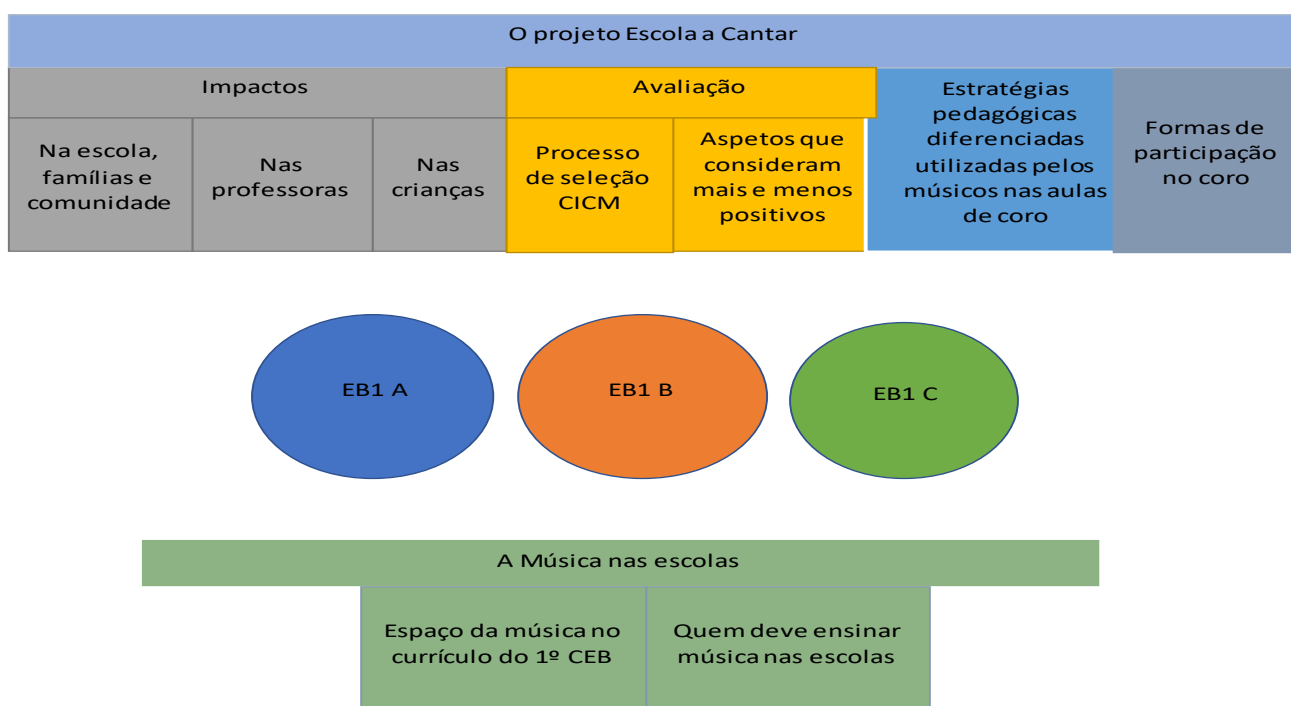 O projeto Escola a Cantar
Impactos
Avaliação
Estratégias
pedagógicas
diferenciadas
utilizadas pelos
músicos nas aulas
de coro
Formas de
participação
no coro
Na escola,
famílias e
comunidade
Nas
professoras
Nas
crianças
Processo
de seleção
CICM
Aspetos que
consideram
mais e menos
positivos
EB1 A
EB1 B
EB1 C
A Música nas escolas
Espaço da música no
currículo do 1º CEB
Quem deve ensinar
música nas escolas